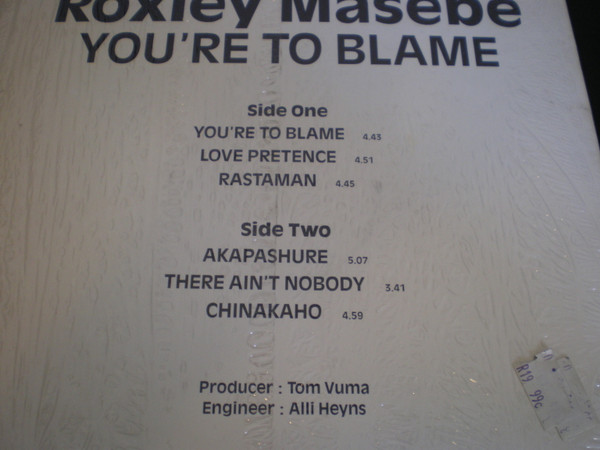 Roxley Masebe
YOU'RE TO BLAME
Side One
YOU'RE TO BLAME 4.43
LOVE PRETENCE 4.51
RASTAMAN 4.45
Side Two
AKAPASHURE 5.07
THERE AIN'T NOBODY 3.41
CHINAKAHO 4.59
Producer : Tom Vuma
Engineer : Alli Heyns
R19 99c